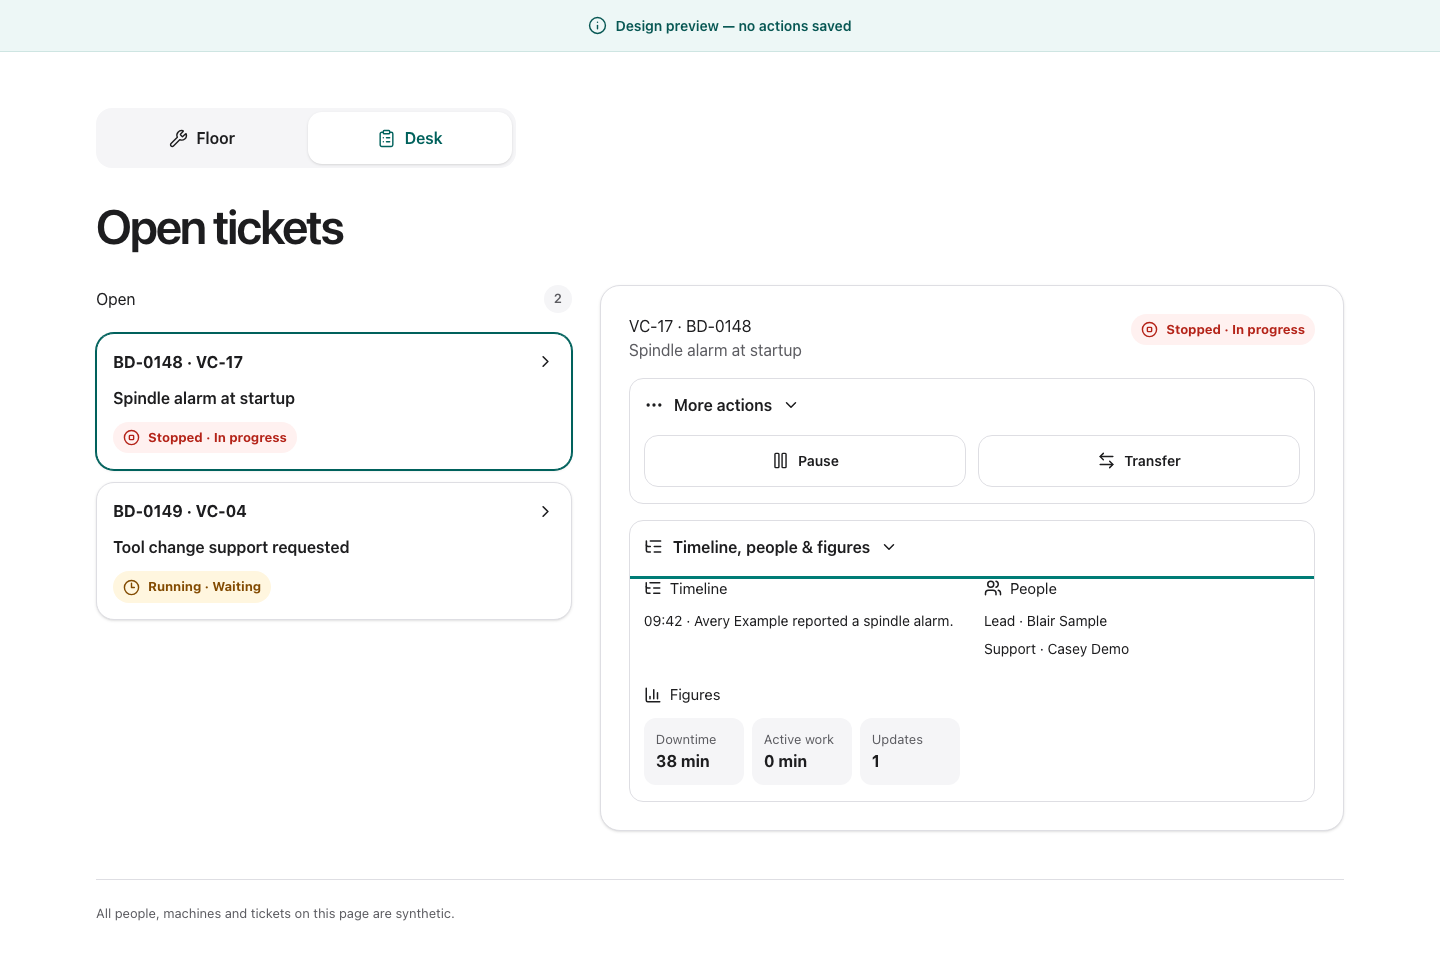 Design preview — no actions saved
Floor
Desk
Open tickets
Open
2
BD-0148 · VC-17
Spindle alarm at startup
Stopped · In progress
BD-0149 · VC-04
Tool change support requested
Running · Waiting
VC-17 · BD-0148
Spindle alarm at startup
Stopped · In progress
More actions
Pause
Transfer
Timeline, people & figures
Timeline
09:42 · Avery Example reported a spindle alarm.
People
Lead · Blair Sample
Support · Casey Demo
Figures
Downtime
38 min
Active work
0 min
Updates
1
All people, machines and tickets on this page are synthetic.